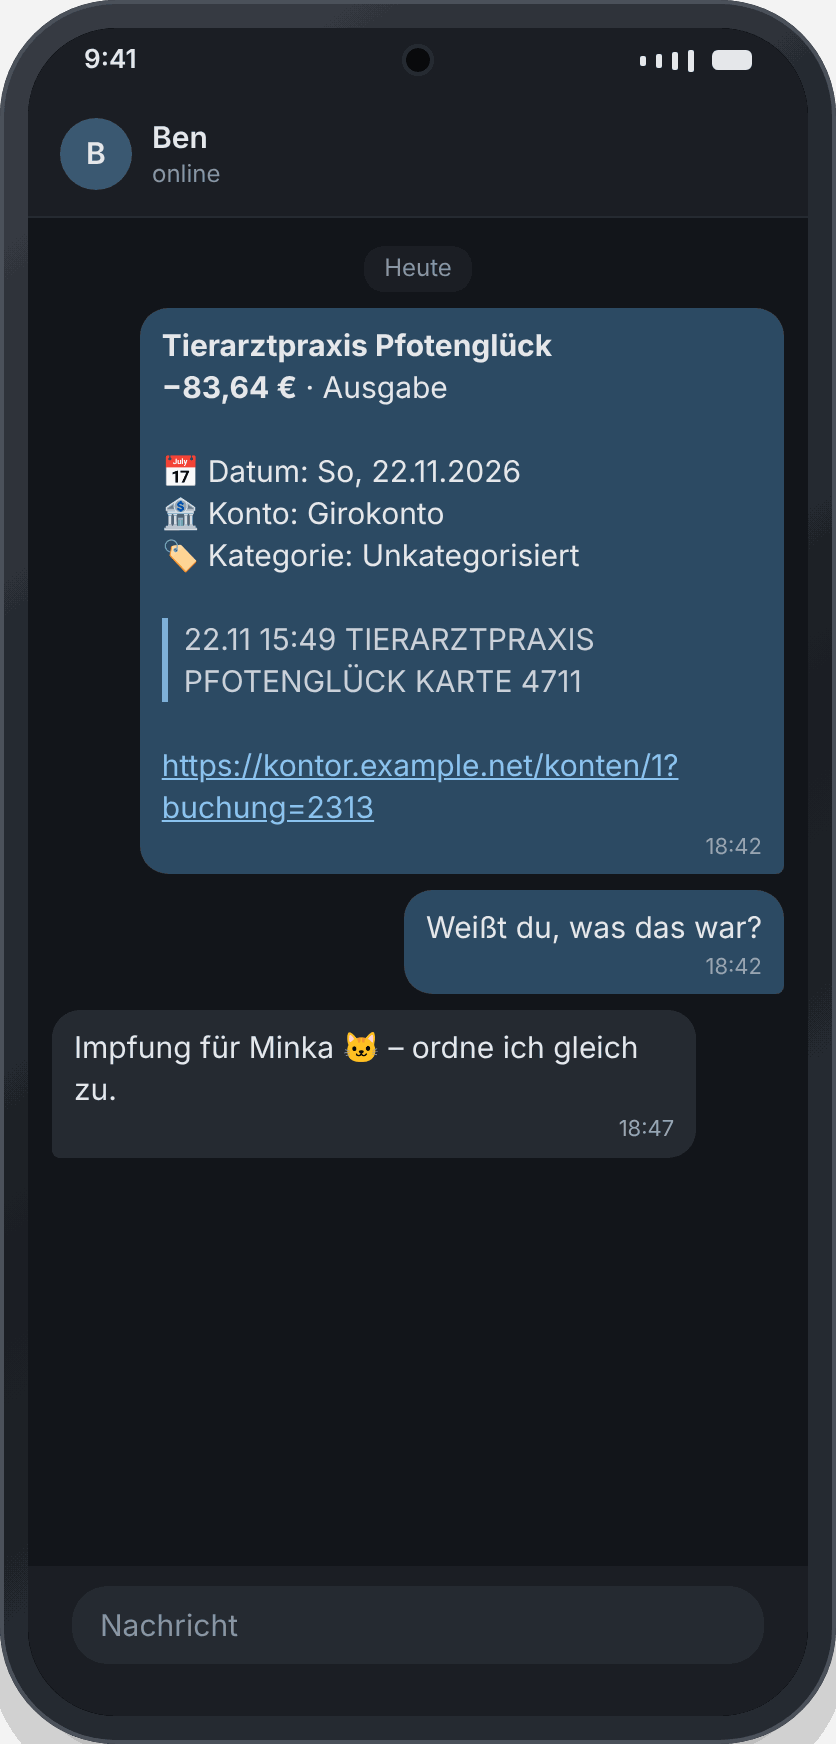 9:41
B
Ben
online
Heute
Tierarztpraxis Pfotenglück
−83,64 € · Ausgabe
📅 Datum: So, 22.11.2026
🏦 Konto: Girokonto
🏷️ Kategorie: Unkategorisiert
22.11 15:49 TIERARZTPRAXIS
PFOTENGLÜCK KARTE 4711
https://kontor.example.net/konten/1?
buchung=2313
18:42
Weißt du, was das war?
18:42
Impfung für Minka 🐱 – ordne ich gleich
zu.
18:47
Nachricht